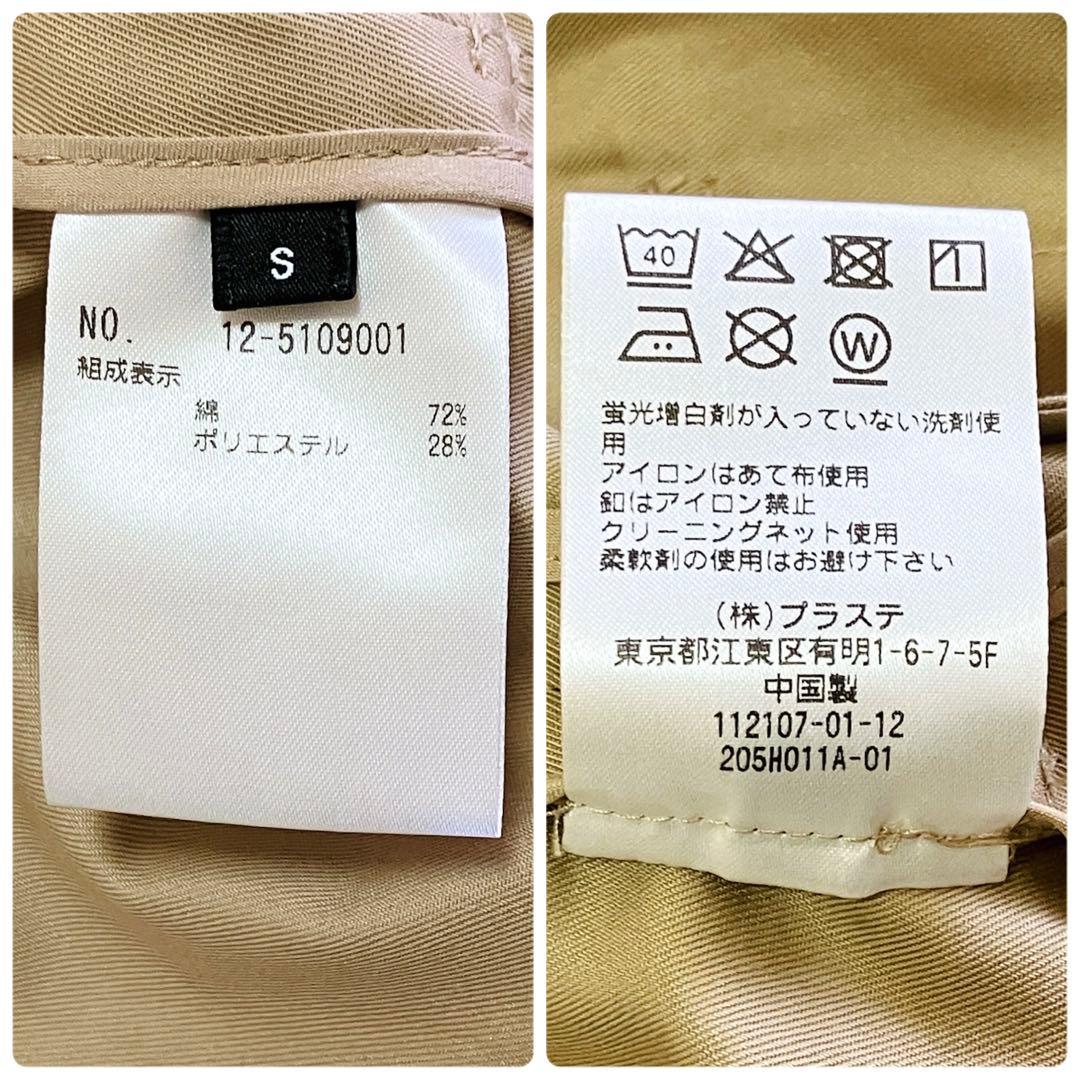 S
NO. 12-5109001
組成表示
綿 72%
ポリエステル 28%
40
W
蛍光増白剤が入っていない洗剤使
用
アイロンはあて布使用
釦はアイロン禁止
クリーニングネット使用
柔軟剤の使用はお避け下さい
(株)プラステ
東京都江東区有明1-6-7-5F
中国製
112107-01-12
205H011A-01